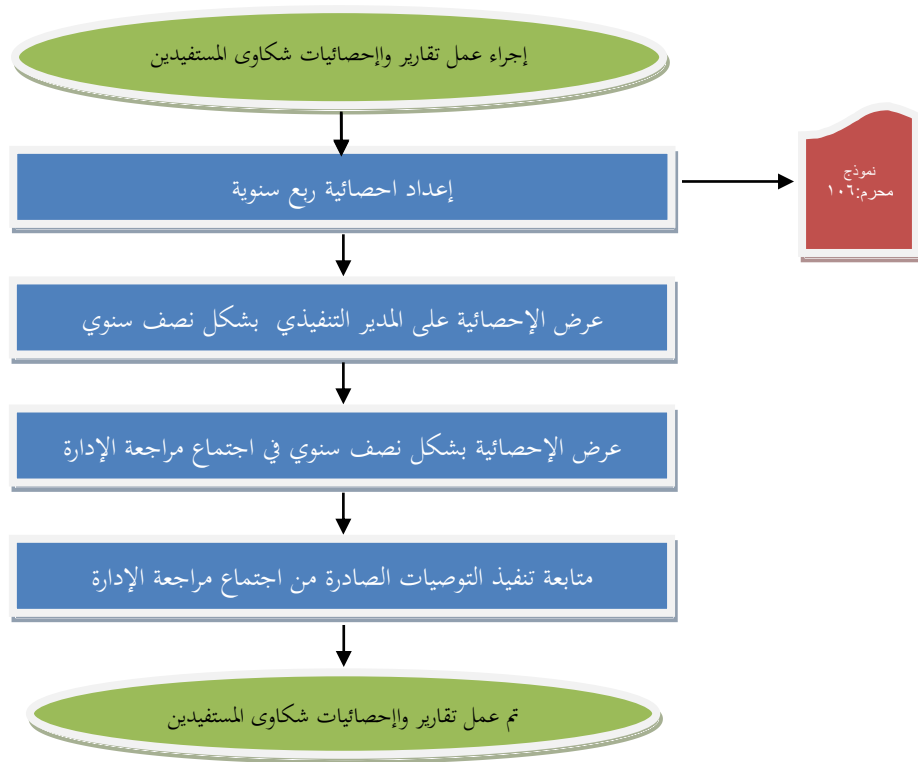 إجراء عمل تقارير وإحصائيات شكاوى المستفيدين
إعداد احصائية ربع سنوية
نموذج
محرم:١٠٦
عرض الإحصائية على المدير التنفيذي بشكل نصف سنوي
عرض الإحصائية بشكل نصف سنوي في اجتماع مراجعة الإدارة
متابعة تنفيذ التوصيات الصادرة من اجتماع مراجعة الإدارة
تم عمل تقارير وإحصائيات شكاوى المستفيدين